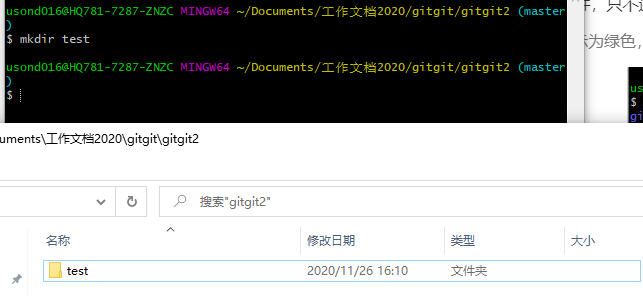 usond016@HQ781-7287-ZNZC MINGW64 ~/Documents/工作文档2020/gitgit/gitgit2 (master
)
$ mkdir test
usond016@HQ781-7287-ZNZC MINGW64 ~/Documents/工作文档2020/gitgit/gitgit2 (master
)
$
，只不
为绿色，
us
$
gi
uments\工作文档2020\gitgit\gitgit2
搜索"gitgit2"
名称 修改日期 类型 大小
test 2020/11/26 16:10 文件夹